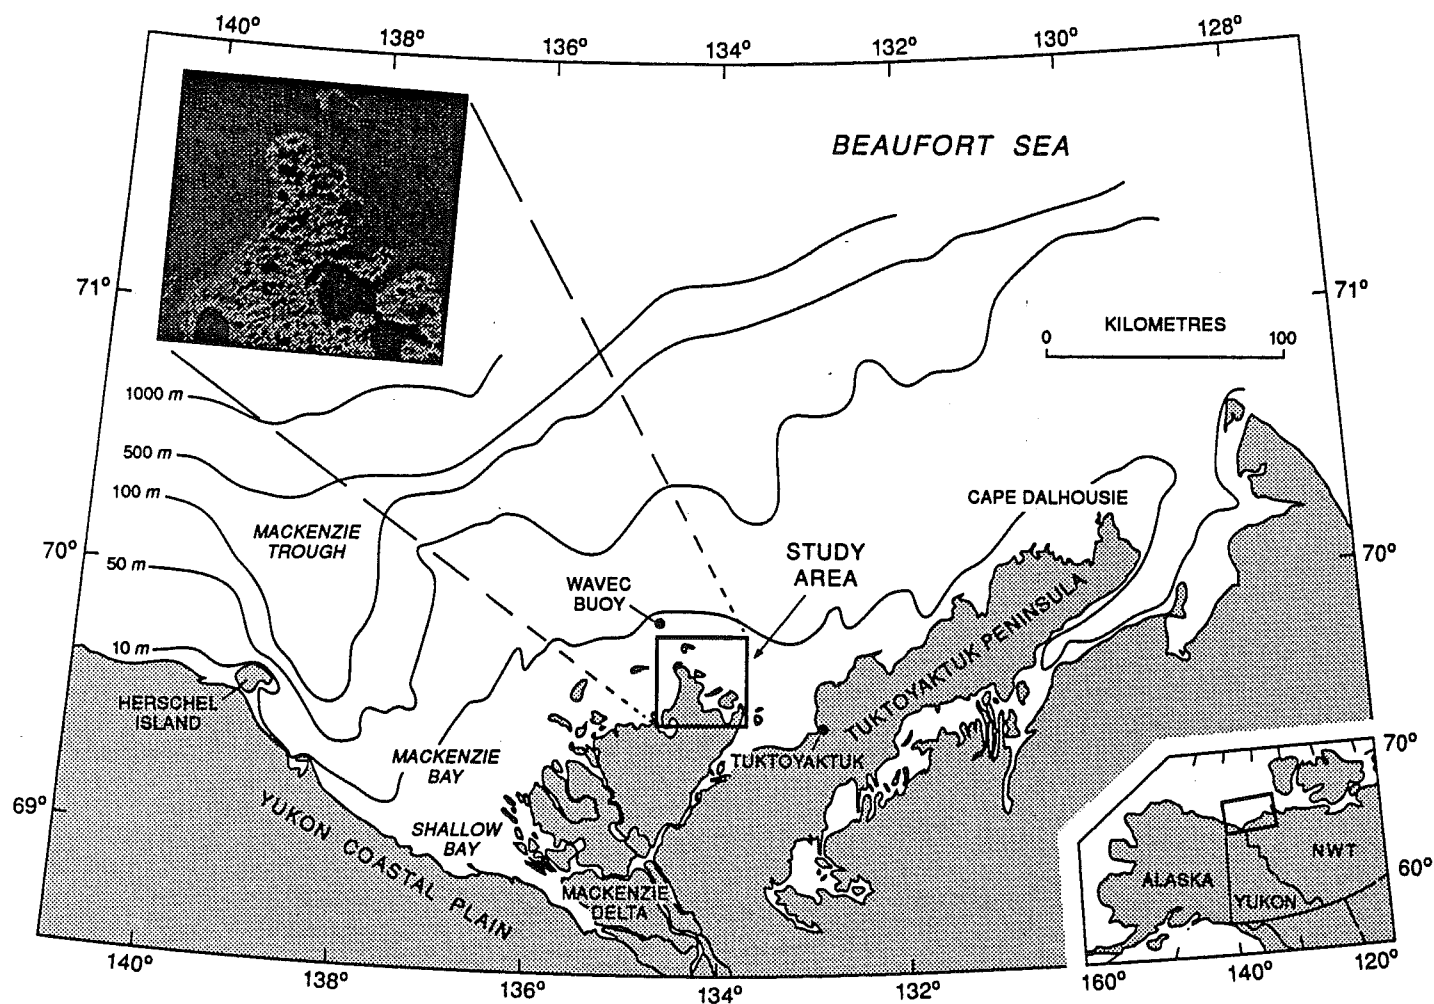 140° 138° 136° 134° 132° 130° 128°
BEAUFORT SEA
71° 71°
KILOMETRES
0 100
1000 m
500 m
100 m
CAPE DALHOUSIE
MACKENZIE
TROUGH
70° 70°
STUDY
AREA
50 m
WAVEC
BUOY
TUKTOYAKTUK PENINSULA
10 m
HERSCHEL
ISLAND
MACKENZIE
BAY
TUKTOYAKTUK
69°
YUKON COASTAL PLAIN
SHALLOW
BAY
MACKENZIE
DELTA
70°
NWT
60°
ALASKA
YUKON
160° 140° 120°
140° 138° 136° 134° 132°